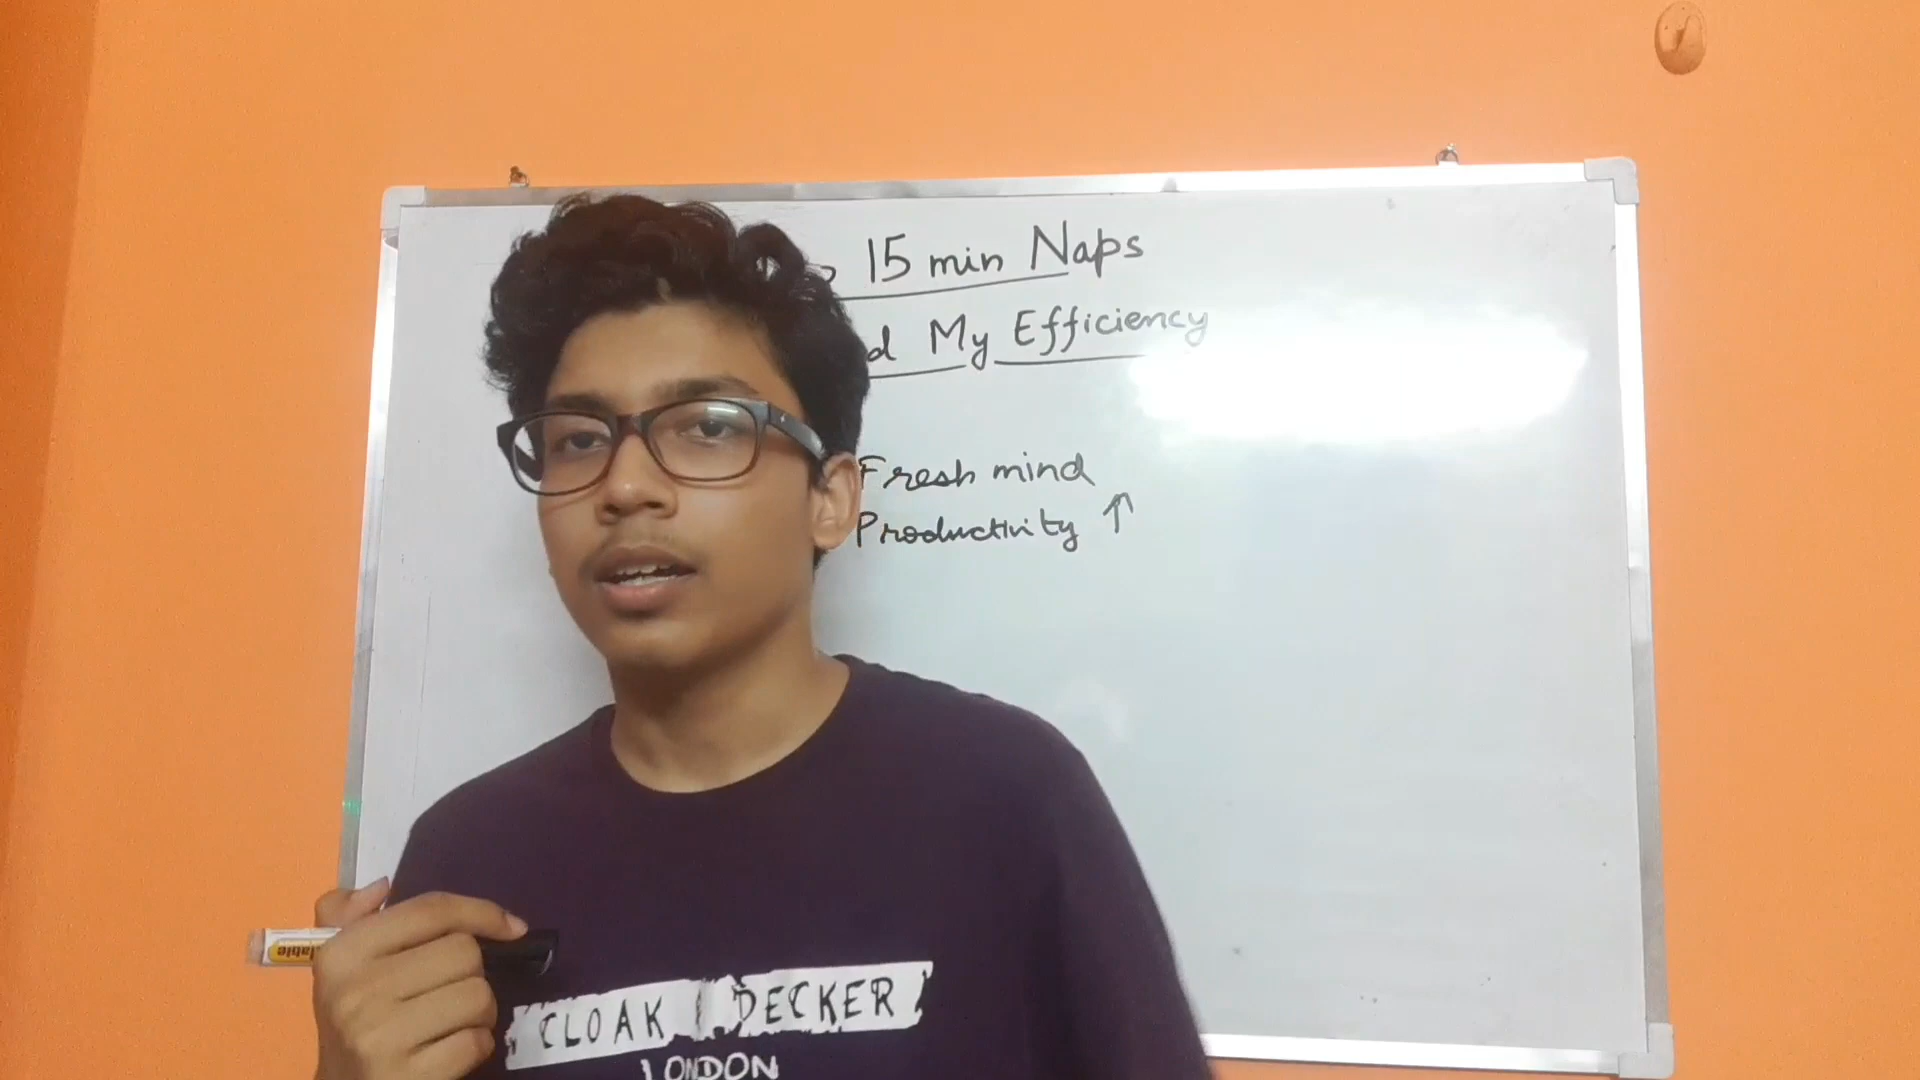 15 min Naps
My Efficiency
Fresh mind
Productivity ↑
CLOAK | DECKER
LONDON